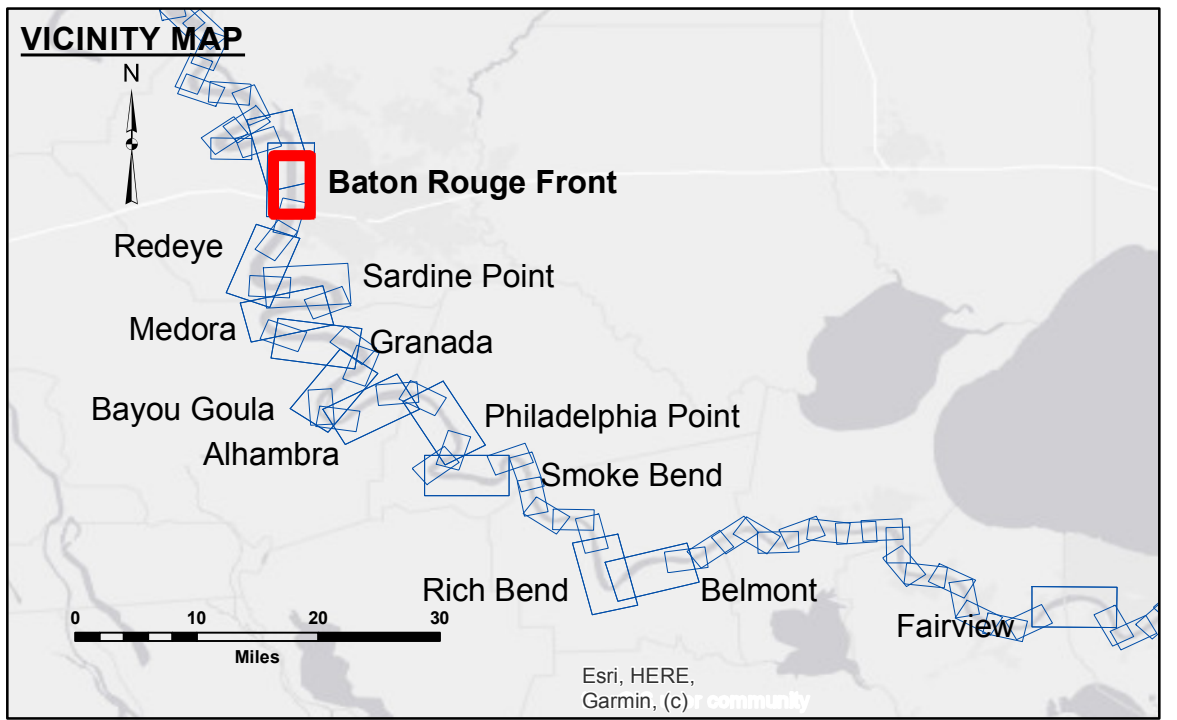 VICINITY MAP
N
Baton Rouge Front
Redeye
Sardine Point
Medora
Granada
Bayou Goula
Philadelphia Point
Alhambra
Smoke Bend
Rich Bend
Belmont
Fairview
0 10 20 30
Miles
Esri, HERE,
Garmin, (c) community